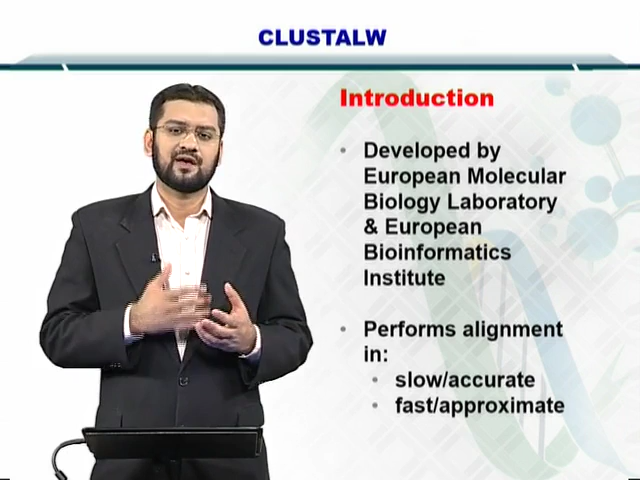 CLUSTALW
Introduction
• Developed by
European Molecular
Biology Laboratory
& European
Bioinformatics
Institute
• Performs alignment
in:
• slow/accurate
• fast/approximate